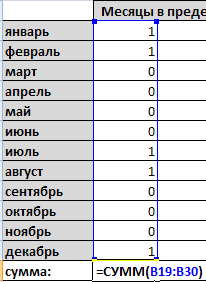 Месяцы в преде
январь 1
февраль 1
март 0
апрель 0
май 0
июнь 0
июль 1
август 1
сентябрь 0
октябрь 0
ноябрь 0
декабрь 1
сумма: =СУММ(B19:B30)